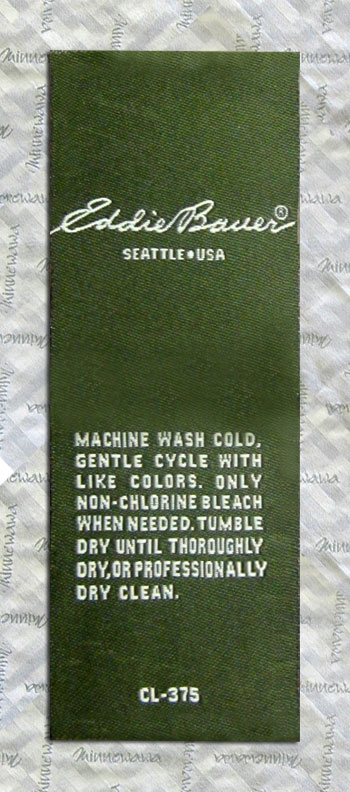 Eddie Bauer®
SEATTLE•USA
MACHINE WASH COLD,
GENTLE CYCLE WITH
LIKE COLORS. ONLY
NON-CHLORINE BLEACH
WHEN NEEDED. TUMBLE
DRY UNTIL THOROUGHLY
DRY, OR PROFESSIONALLY
DRY CLEAN.
CL-375
Minnewawa